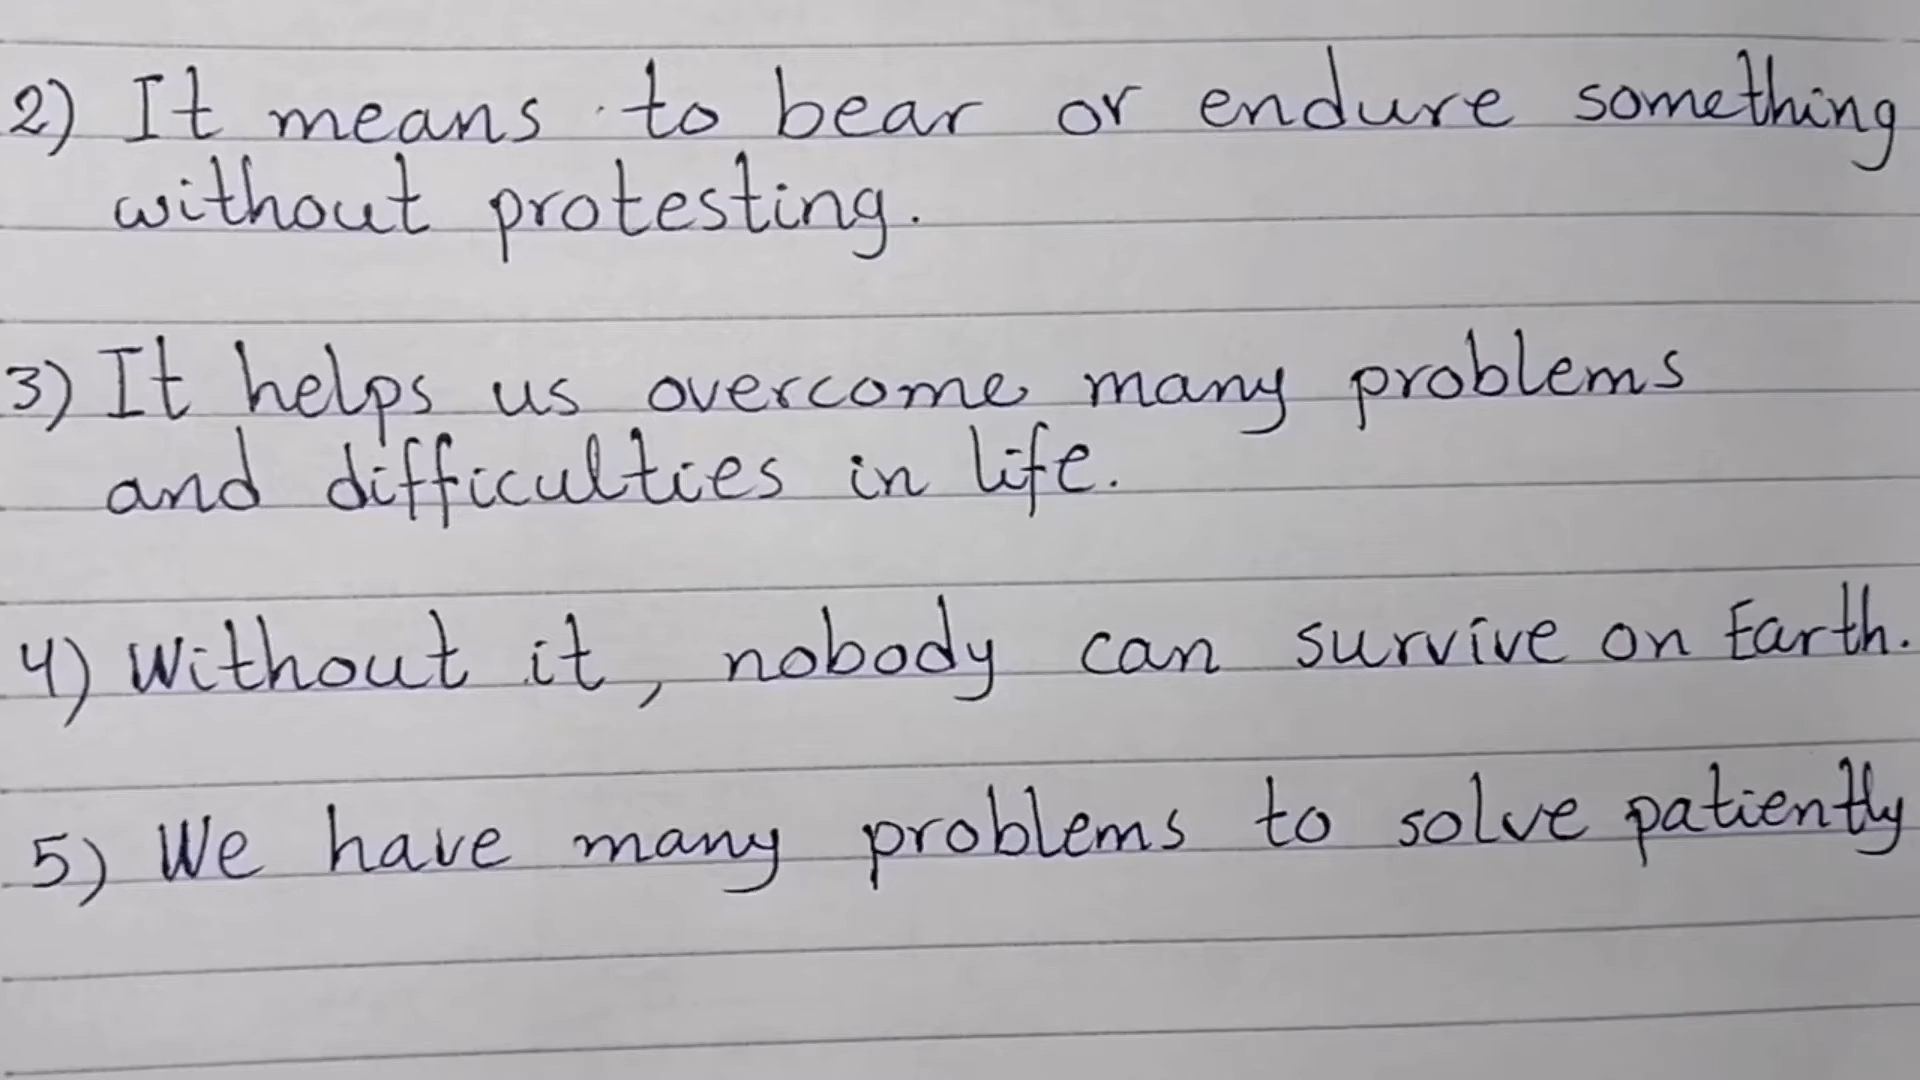 2) It means to bear or endure something
without protesting.
3) It helps us overcome many problems
and difficulties in life.
4) Without it, nobody can survive on Earth.
5) We have many problems to solve patiently